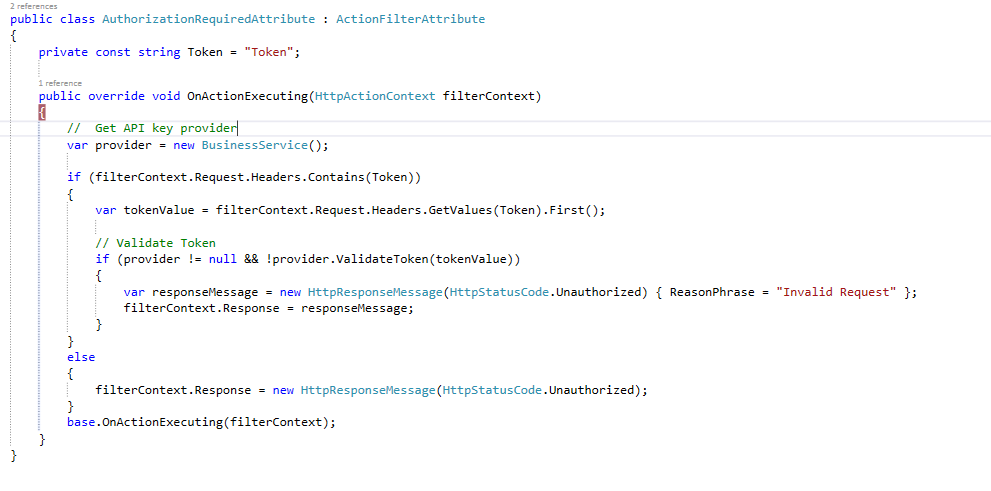 2 references
public class AuthorizationRequiredAttribute : ActionFilterAttribute
{
private const string Token = "Token";
1 reference
public override void OnActionExecuting(HttpActionContext filterContext)
{
//  Get API key provider
var provider = new BusinessService();
if (filterContext.Request.Headers.Contains(Token))
{
var tokenValue = filterContext.Request.Headers.GetValues(Token).First();
// Validate Token
if (provider != null && !provider.ValidateToken(tokenValue))
{
var responseMessage = new HttpResponseMessage(HttpStatusCode.Unauthorized) { ReasonPhrase = "Invalid Request" };
filterContext.Response = responseMessage;
}
}
else
{
filterContext.Response = new HttpResponseMessage(HttpStatusCode.Unauthorized);
}
base.OnActionExecuting(filterContext);
}
}